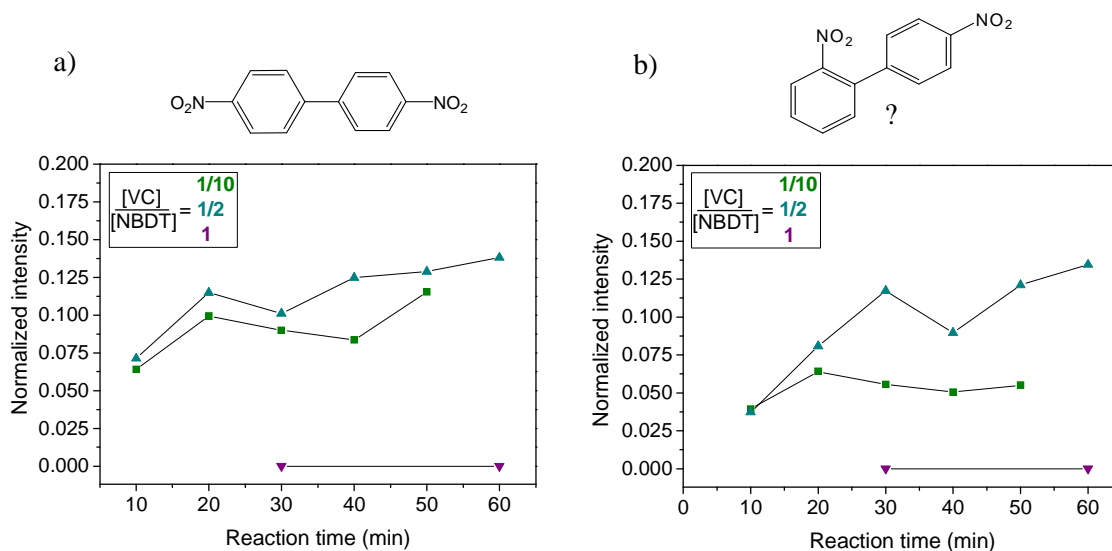 a)
O₂N
NO₂
[VC]
[NBDT]
=
1/10
1/2
1
Normalized intensity
0.200
0.175
0.150
0.125
0.100
0.075
0.050
0.025
0.000
10 20 30 40 50 60
Reaction time (min)
b)
NO₂
NO₂
?
[VC]
[NBDT]
=
1/10
1/2
1
Normalized intensity
0.200
0.175
0.150
0.125
0.100
0.075
0.050
0.025
0.000
0 10 20 30 40 50 60
Reaction time (min)